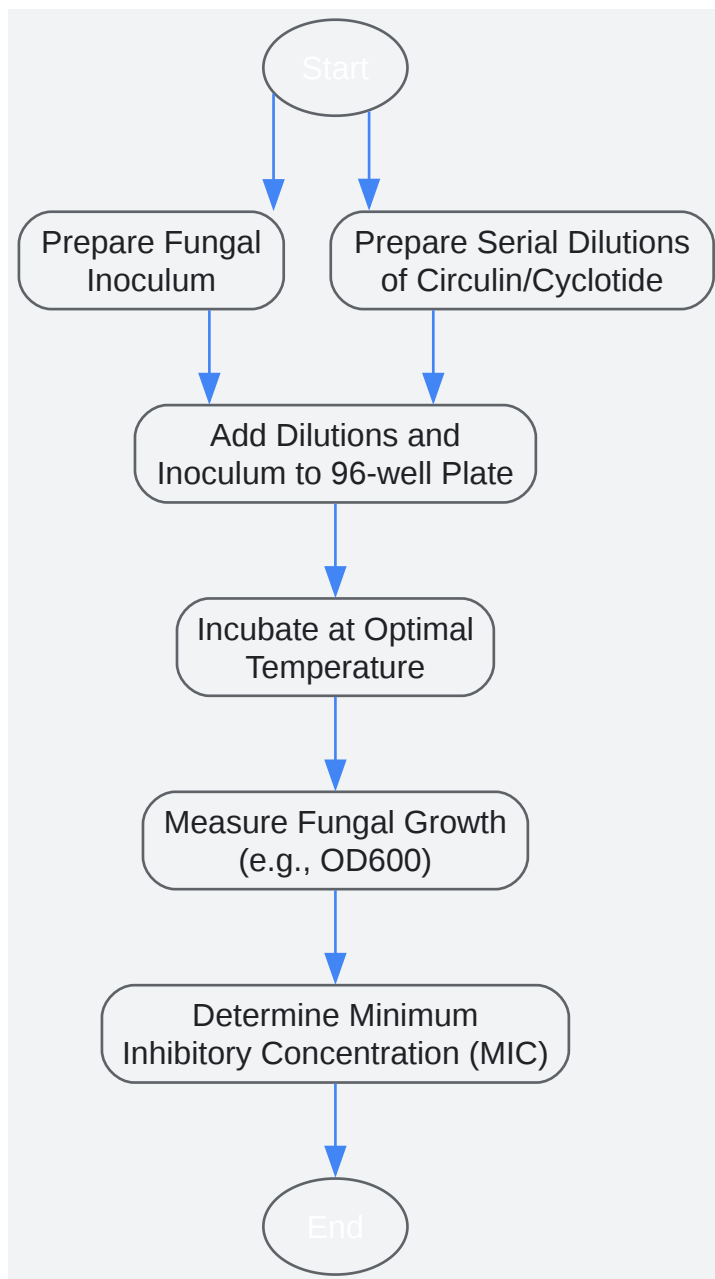 Start
Prepare Fungal
Inoculum
Prepare Serial Dilutions
of Circulin/Cyclotide
Add Dilutions and
Inoculum to 96-well Plate
Incubate at Optimal
Temperature
Measure Fungal Growth
(e.g., OD600)
Determine Minimum
Inhibitory Concentration (MIC)
End